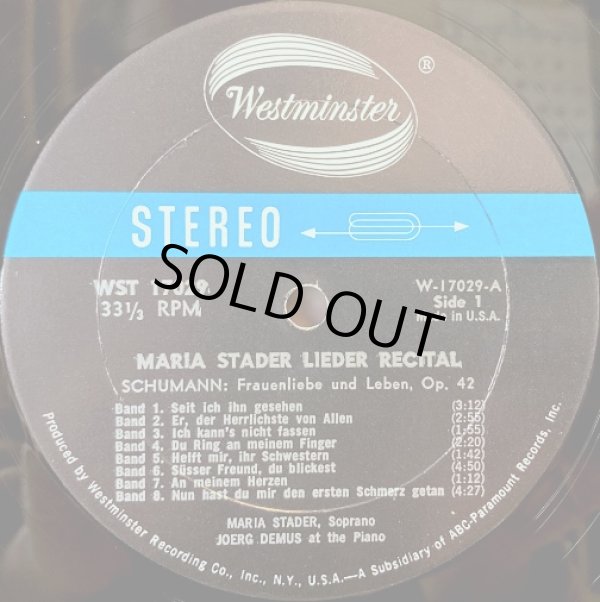 Westminster
®
STEREO
WST 17029
W-17029-A
33 1/3 RPM
Side 1
Made in U.S.A.
SOLD OUT
MARIA STADER LIEDER RECITAL
SCHUMANN: Frauenliebe und Leben, Op. 42
Band 1. Seit ich ihn gesehen (3:12)
Band 2. Er, der Herrlichste von Allen (2:55)
Band 3. Ich kann's nicht fassen (1:55)
Band 4. Du Ring an meinem Finger (2:20)
Band 5. Helft mir, ihr Schwestern (1:42)
Band 6. Süsser Freund, du blickest (4:50)
Band 7. An meinem Herzen (1:12)
Band 8. Nun hast du mir den ersten Schmerz getan (4:27)
MARIA STADER, Soprano
JOERG DEMUS at the Piano
Produced by Westminster Recording Co., Inc., N.Y., U.S.A.—A Subsidiary of ABC-Paramount Records, Inc.